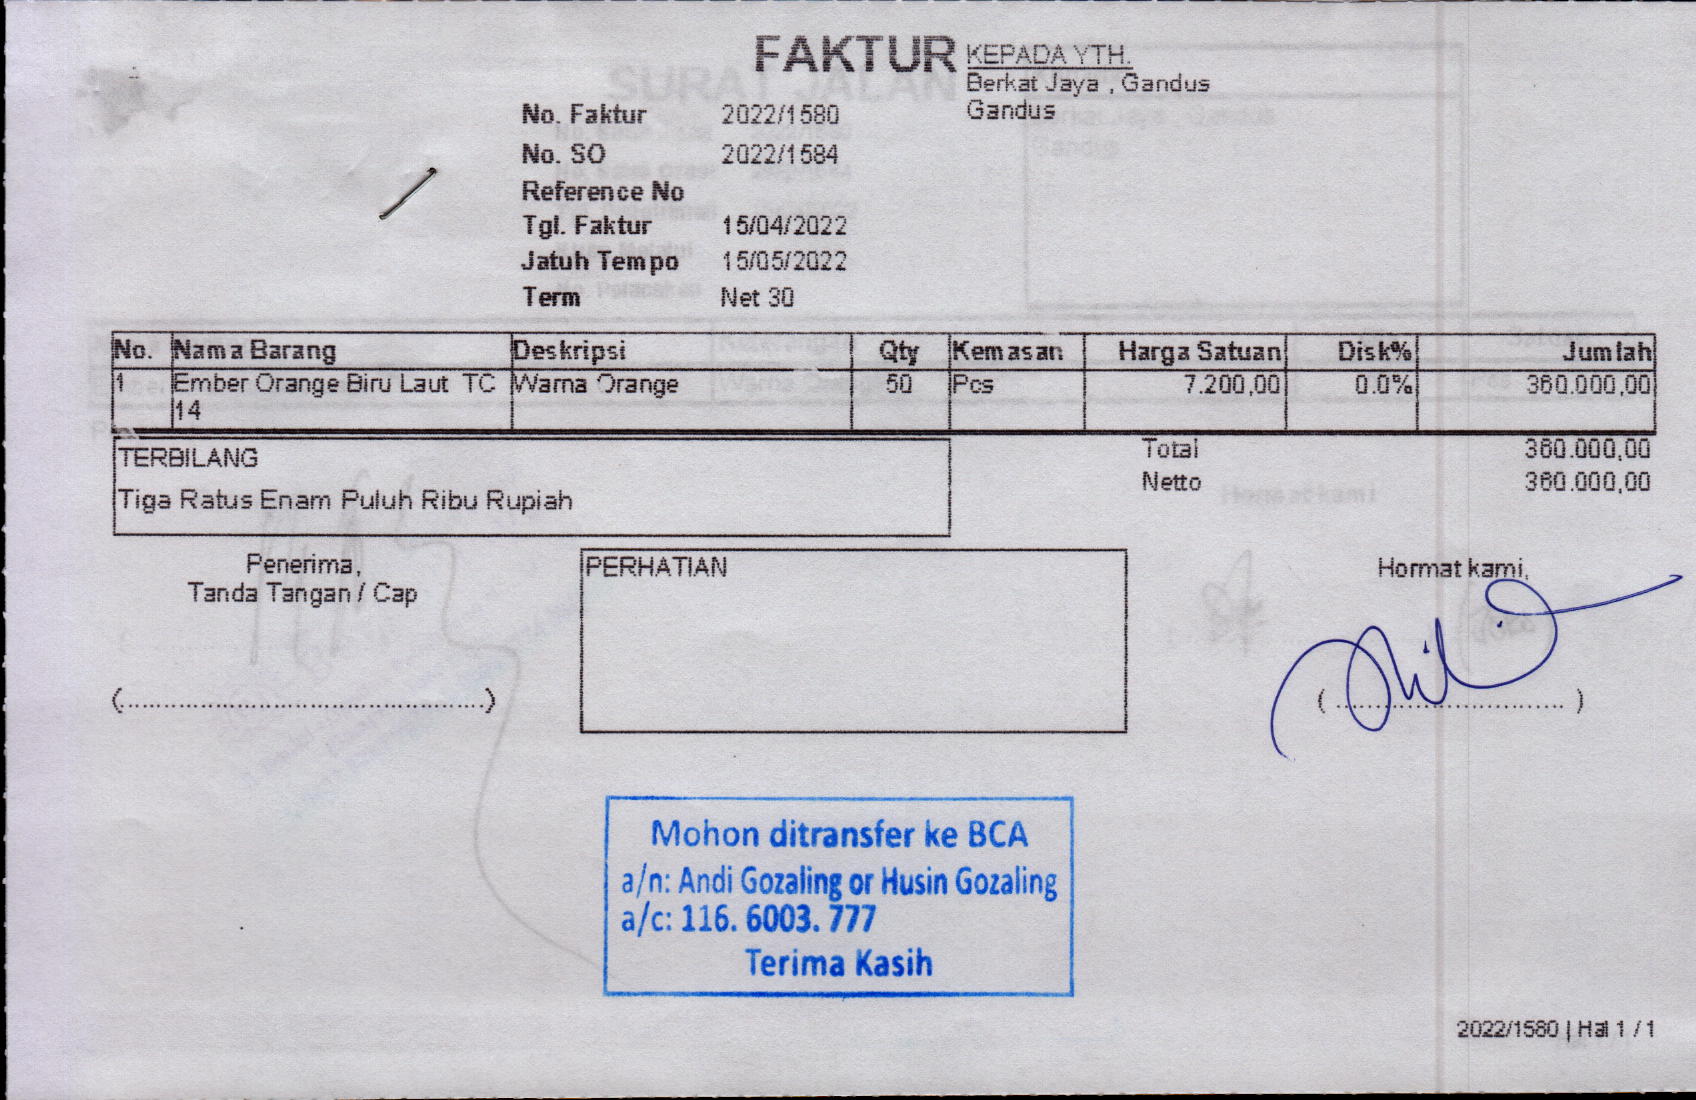 FAKTUR
KEPADA YTH.
Berkat Jaya , Gandus
Gandus
No. Faktur 2022/1580
No. SO 2022/1584
Reference No
Tgl. Faktur 15/04/2022
Jatuh Tempo 15/05/2022
Term Net 30
No. Nama Barang Deskripsi Qty Kemasan Harga Satuan Disk% Jumlah
1 Ember Orange Biru Laut TC Warna Orange 50 Pcs 7.200,00 0.0% 360.000,00
14
TERBILANG
Tiga Ratus Enam Puluh Ribu Rupiah
Total 360.000,00
Netto 360.000,00
Penerima,
Tanda Tangan / Cap
(................................................)
PERHATIAN
Hormat kami,
( .............................. )
Mohon ditransfer ke BCA
a/n: Andi Gozaling or Husin Gozaling
a/c: 116. 6003. 777
Terima Kasih
2022/1580 | Hal 1 / 1